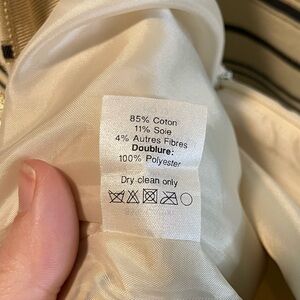 85% Coton
11% Soie
4% Autres Fibres
Doublure:
100% Polyester
Dry clean only